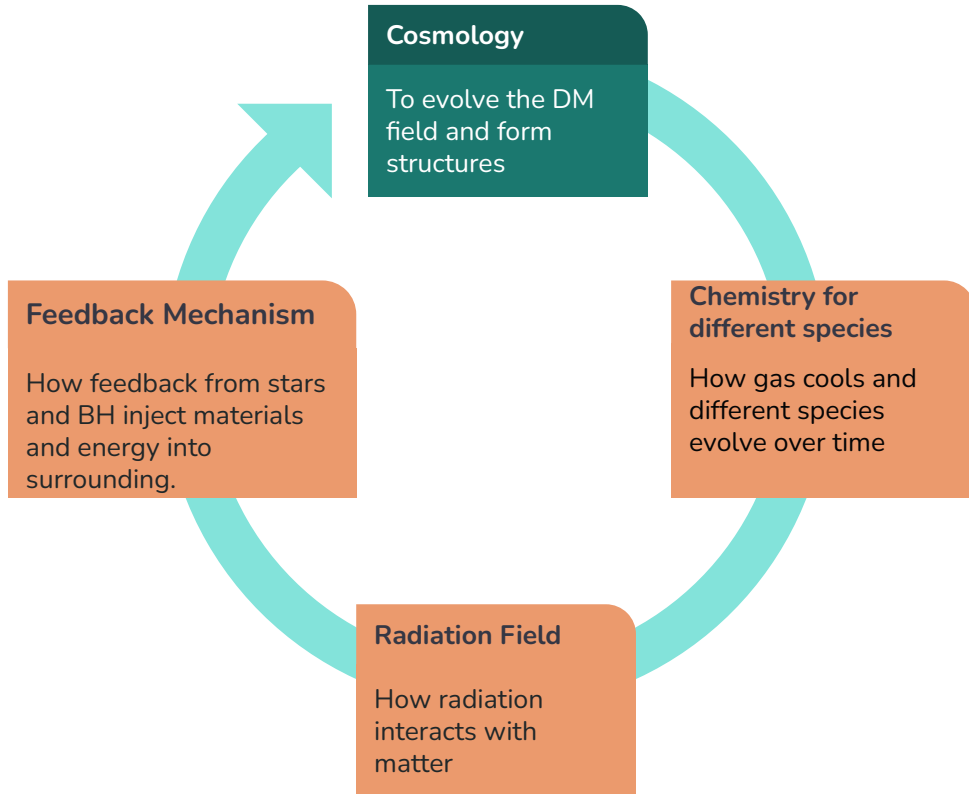 Cosmology
To evolve the DM
field and form
structures
Chemistry for
different species
How gas cools and
different species
evolve over time
Radiation Field
How radiation
interacts with
matter
Feedback Mechanism
How feedback from stars
and BH inject materials
and energy into
surrounding.